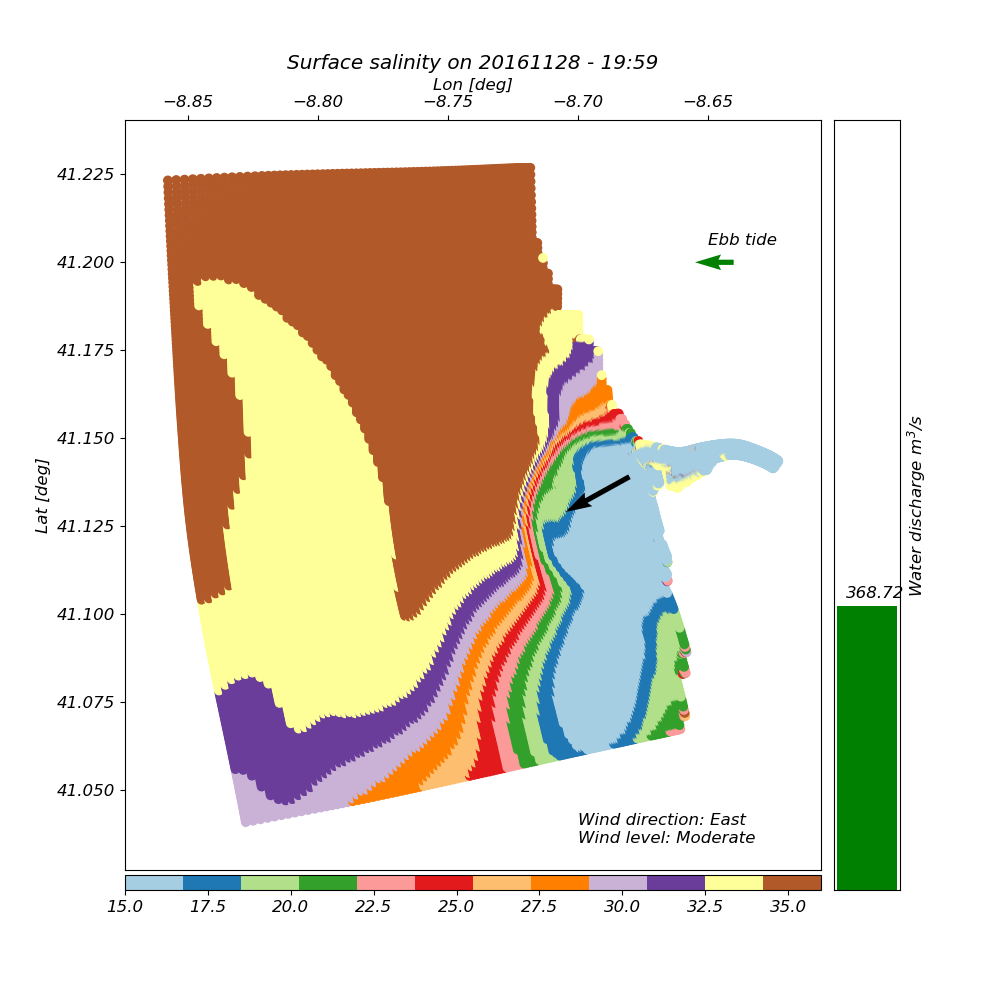 Surface salinity on 20161128 - 19:59
Lon [deg]
−8.85 −8.80 −8.75 −8.70 −8.65
41.225
41.200
41.175
41.150
41.125
41.100
41.075
41.050
Lat [deg]
Ebb tide
Wind direction: East
Wind level: Moderate
368.72
Water discharge m³/s
15.0 17.5 20.0 22.5 25.0 27.5 30.0 32.5 35.0